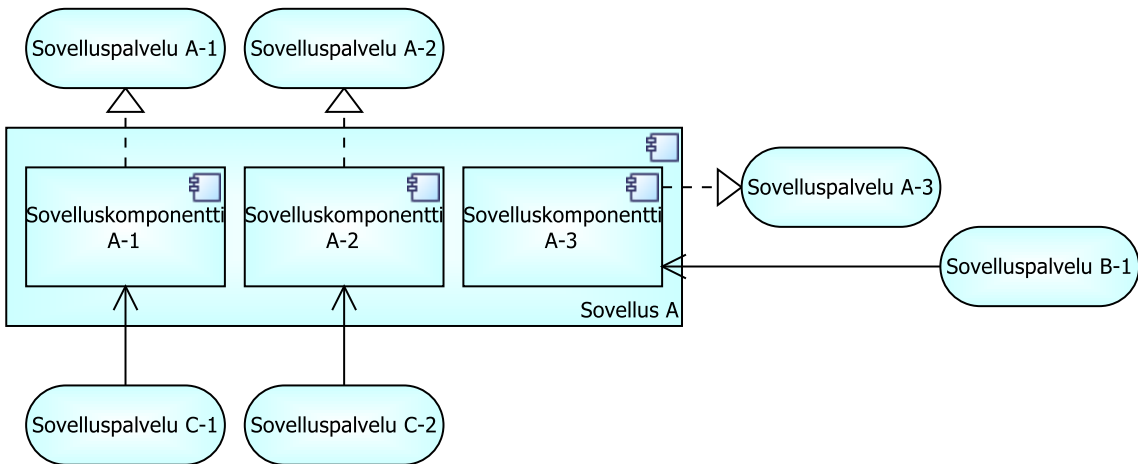 Sovelluspalvelu A-1
Sovelluspalvelu A-2
Sovelluskomponentti
A-1
Sovelluskomponentti
A-2
Sovelluskomponentti
A-3
Sovelluspalvelu A-3
Sovelluspalvelu B-1
Sovellus A
Sovelluspalvelu C-1
Sovelluspalvelu C-2